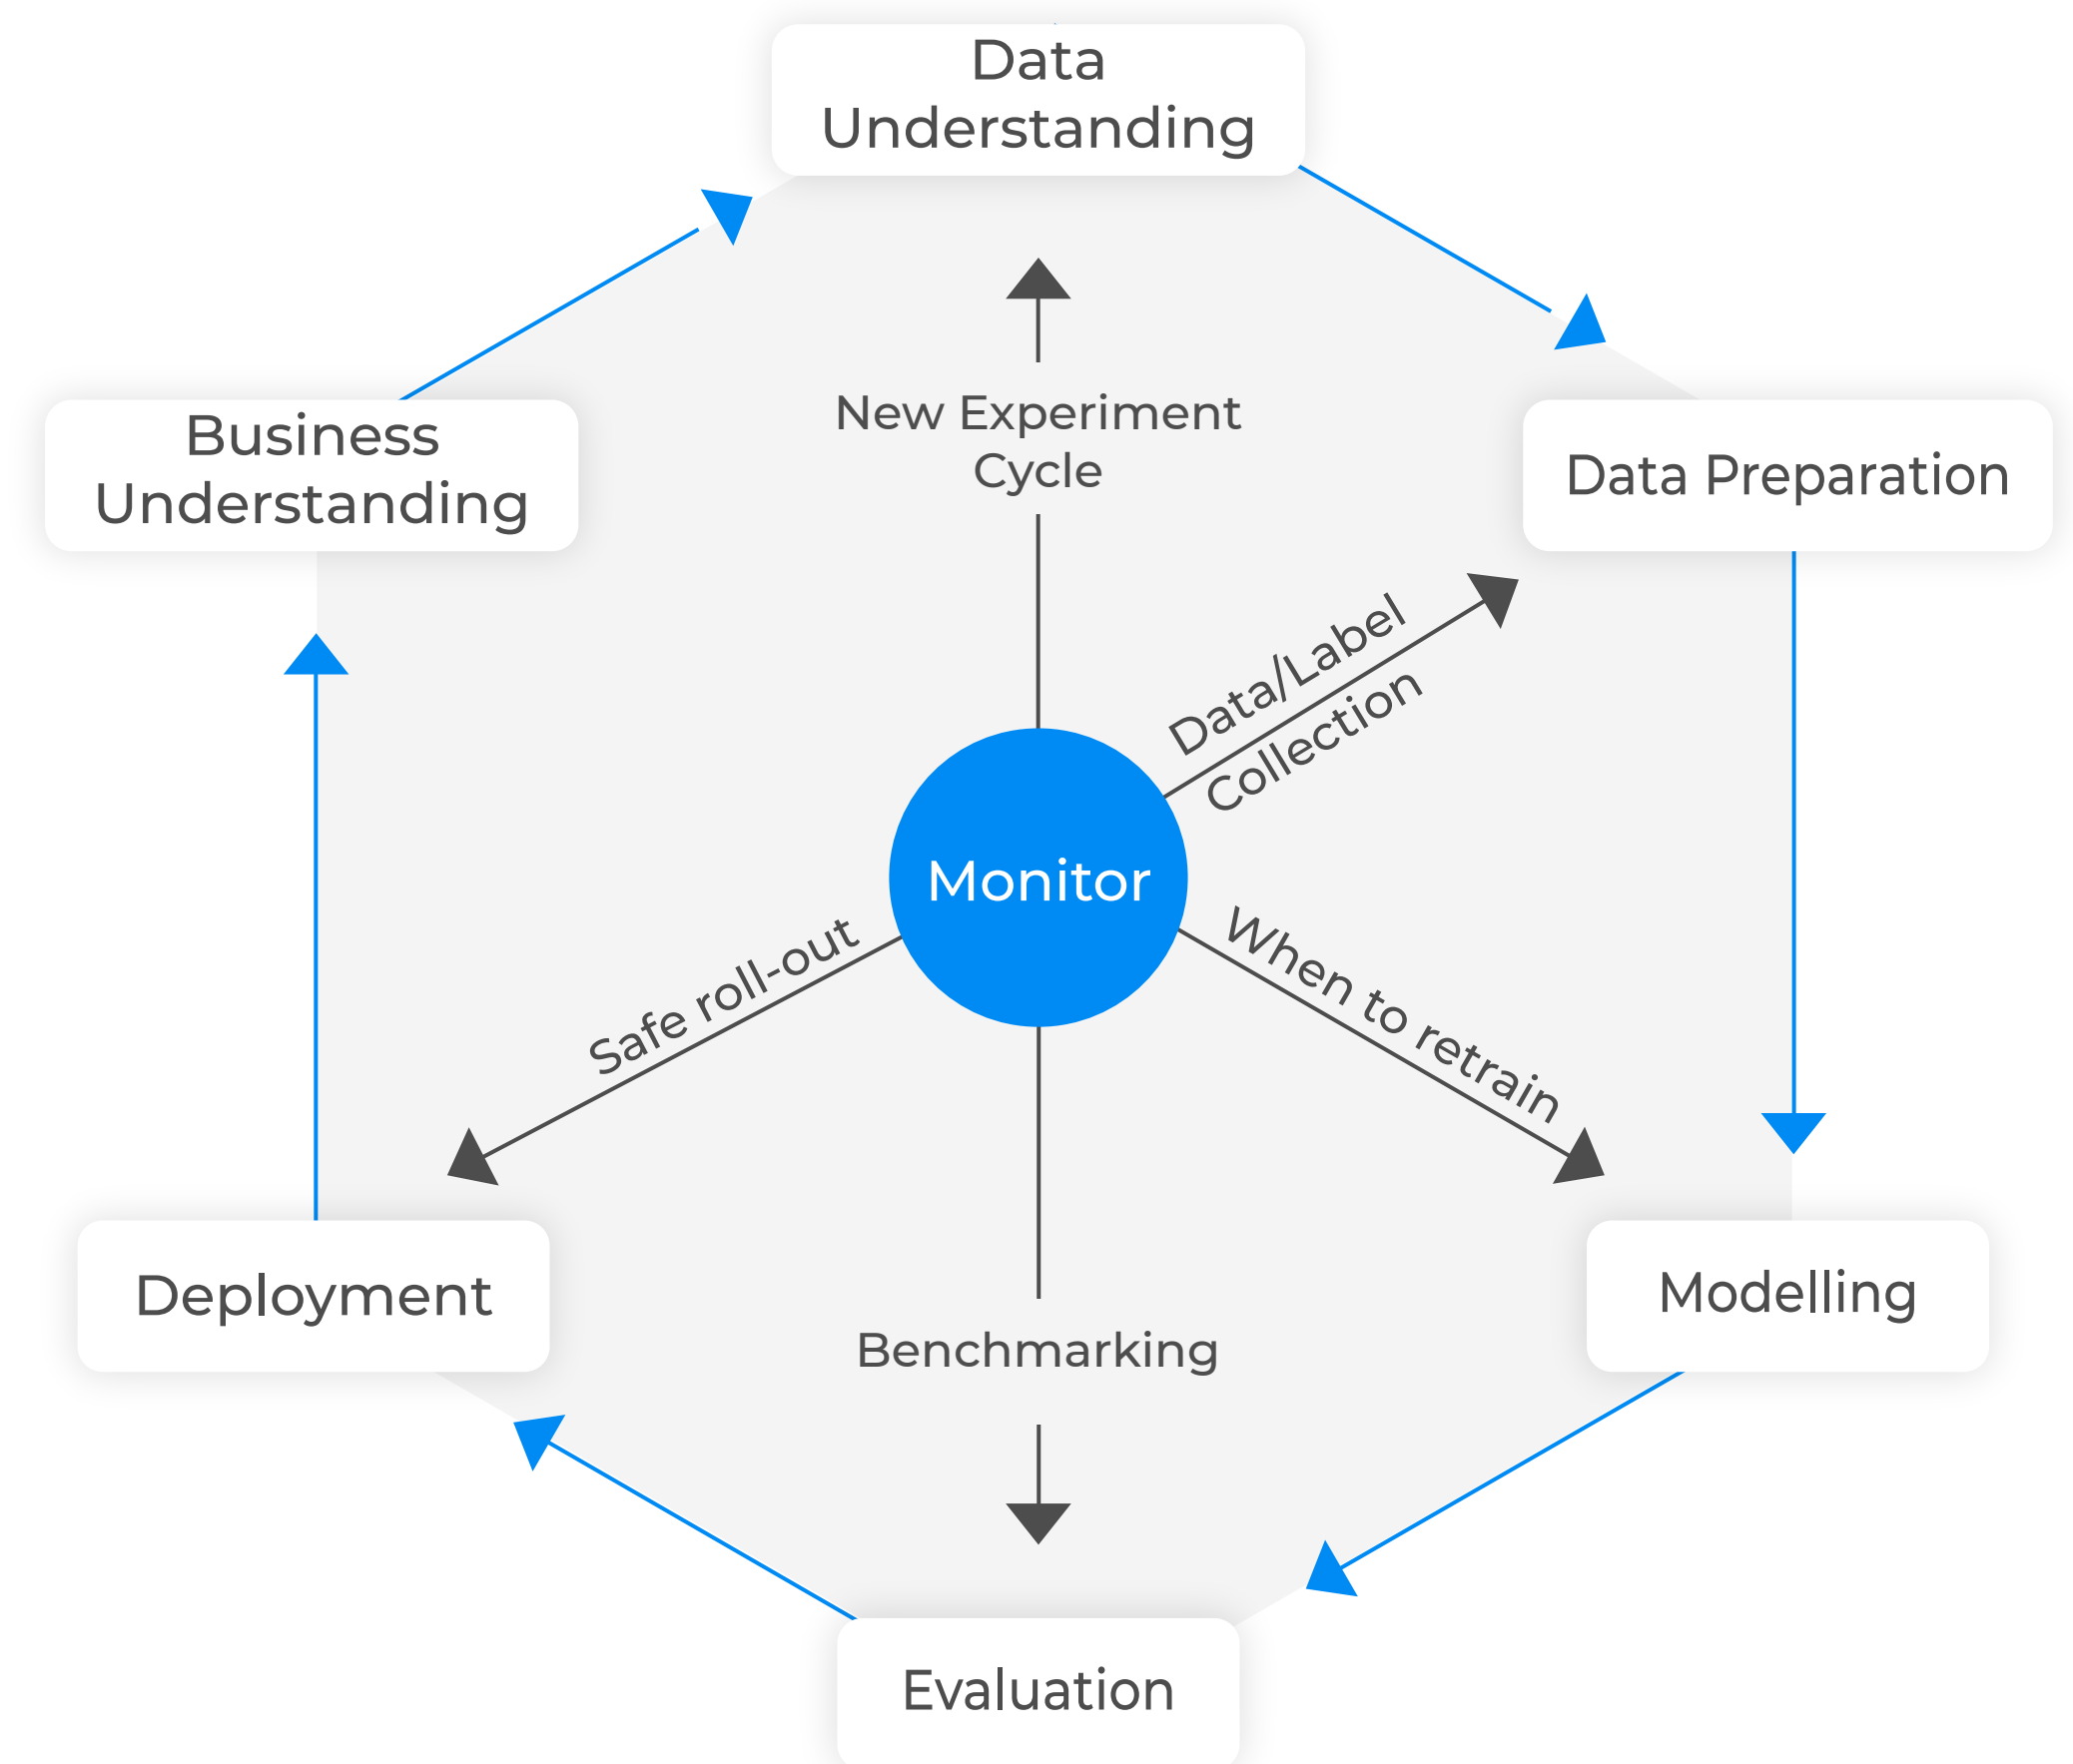 Data
Understanding
Business
Understanding
New Experiment
Cycle
Data Preparation
Data/Label
Collection
Monitor
Safe roll-out
When to retrain
Deployment
Modelling
Benchmarking
Evaluation